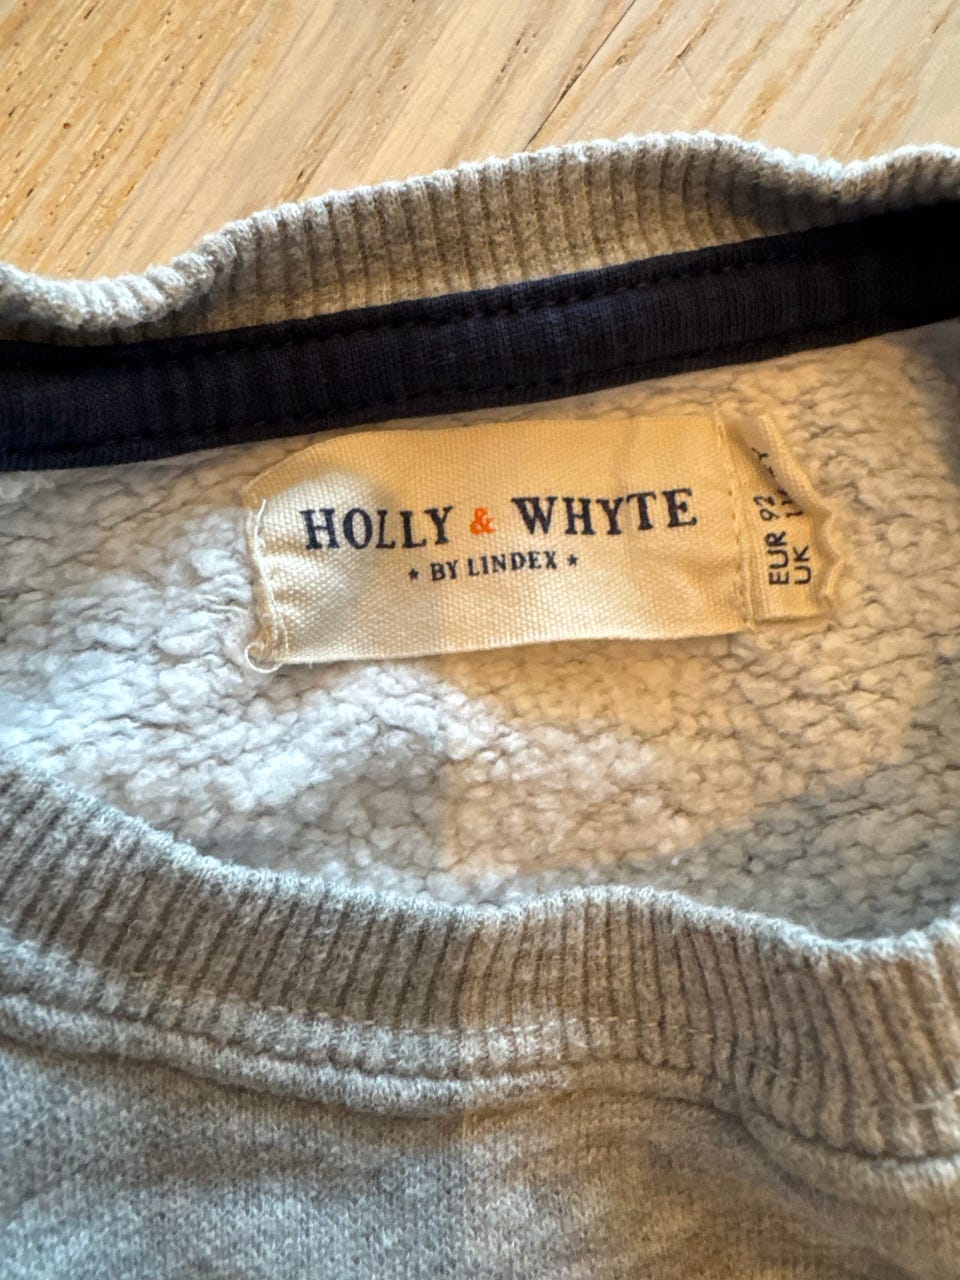 HOLLY & WHYTE
★ BY LINDEX ★
EUR 92
UK